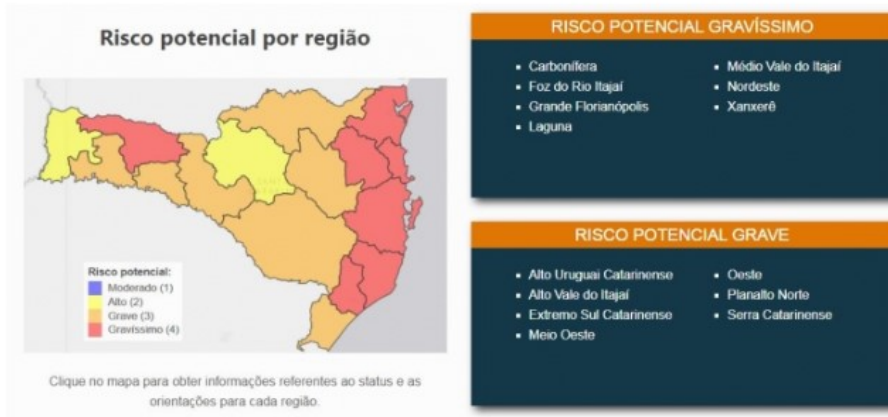 Risco potencial por região
Risco potencial:
Moderado (1)
Alto (2)
Grave (3)
Gravíssimo (4)
Clique no mapa para obter informações referentes ao status e as
orientações para cada região.
RISCO POTENCIAL GRAVÍSSIMO
▪ Carbonífera
▪ Foz do Rio Itajaí
▪ Grande Florianópolis
▪ Laguna
▪ Médio Vale do Itajaí
▪ Nordeste
▪ Xanxerê
RISCO POTENCIAL GRAVE
▪ Alto Uruguai Catarinense
▪ Alto Vale do Itajaí
▪ Extremo Sul Catarinense
▪ Meio Oeste
▪ Oeste
▪ Planalto Norte
▪ Serra Catarinense